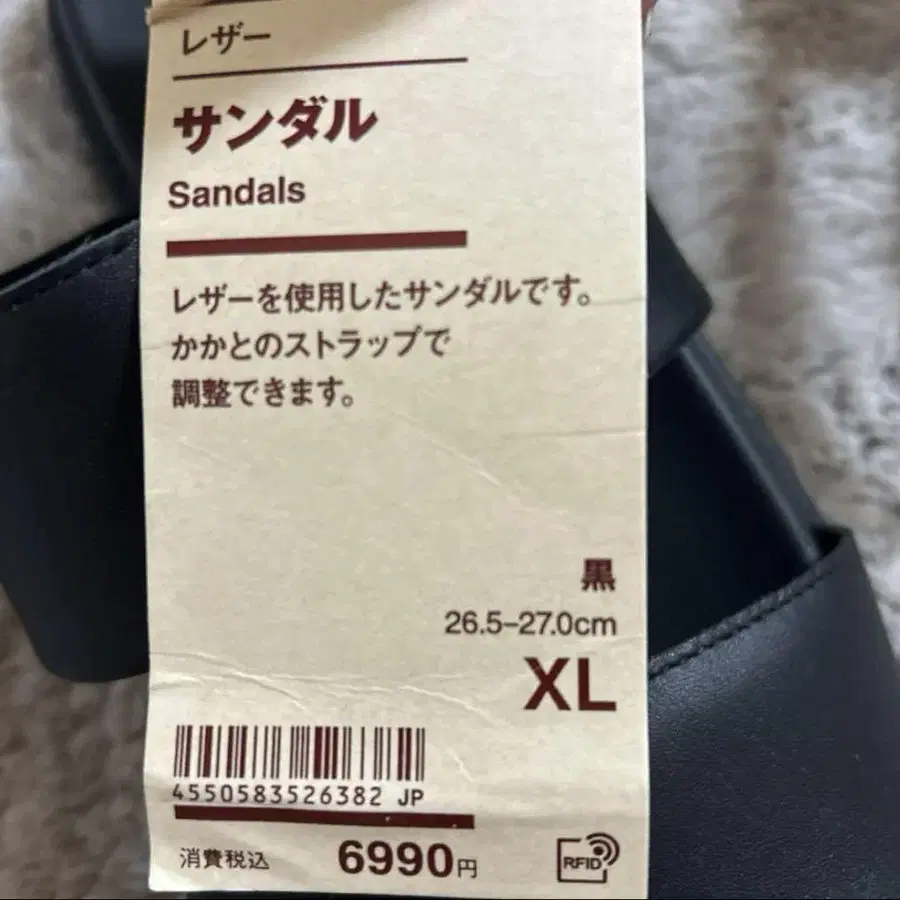 レザー
サンダル
Sandals
レザーを使用したサンダルです。
かかとのストラップで
調整できます。
黒
26.5–27.0cm
XL
4550583526382 JP
消費税込 6990円
RFID